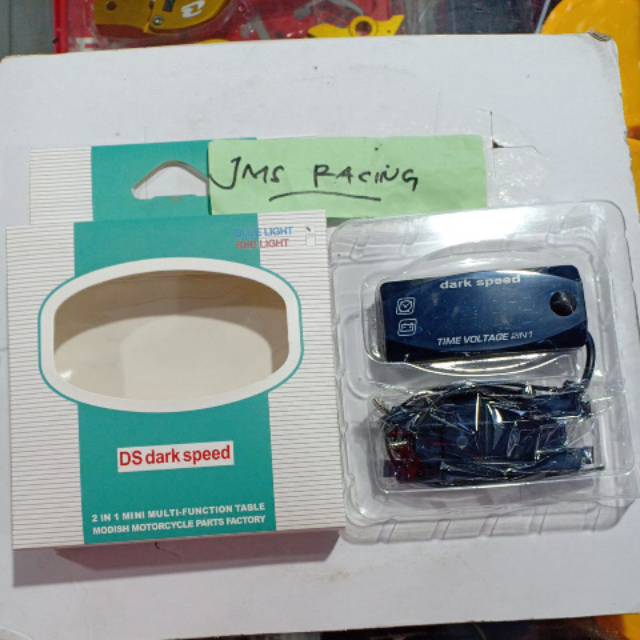 JMS RACING
BLUE LIGHT
RED LIGHT
DS dark speed
2 IN 1 MINI MULTI-FUNCTION TABLE
MODISH MOTORCYCLE PARTS FACTORY
dark speed
TIME VOLTAGE 2IN1